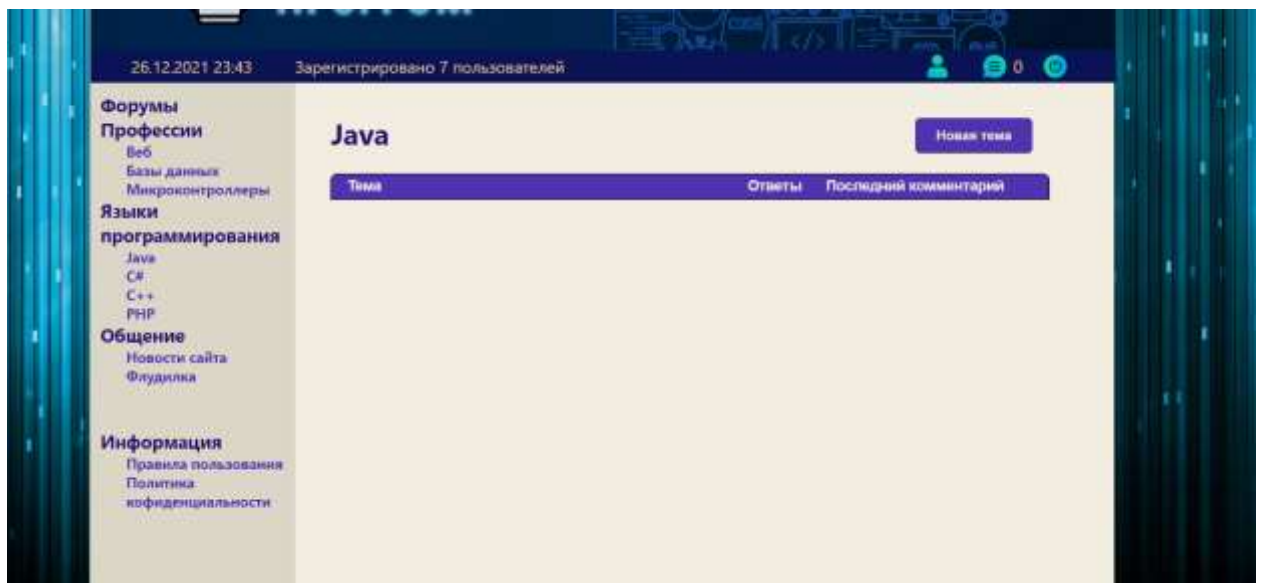 26.12.2021 23:43
Зарегистрировано 7 пользователей
0
Форумы
Профессии
Веб
Базы данных
Микроконтроллеры
Языки
программирования
Java
C#
C++
PHP
Общение
Новости сайта
Флудилка
Информация
Правила пользования
Политика
кофиденциальности
Java
Новая тема
Тема Ответы Последний комментарий